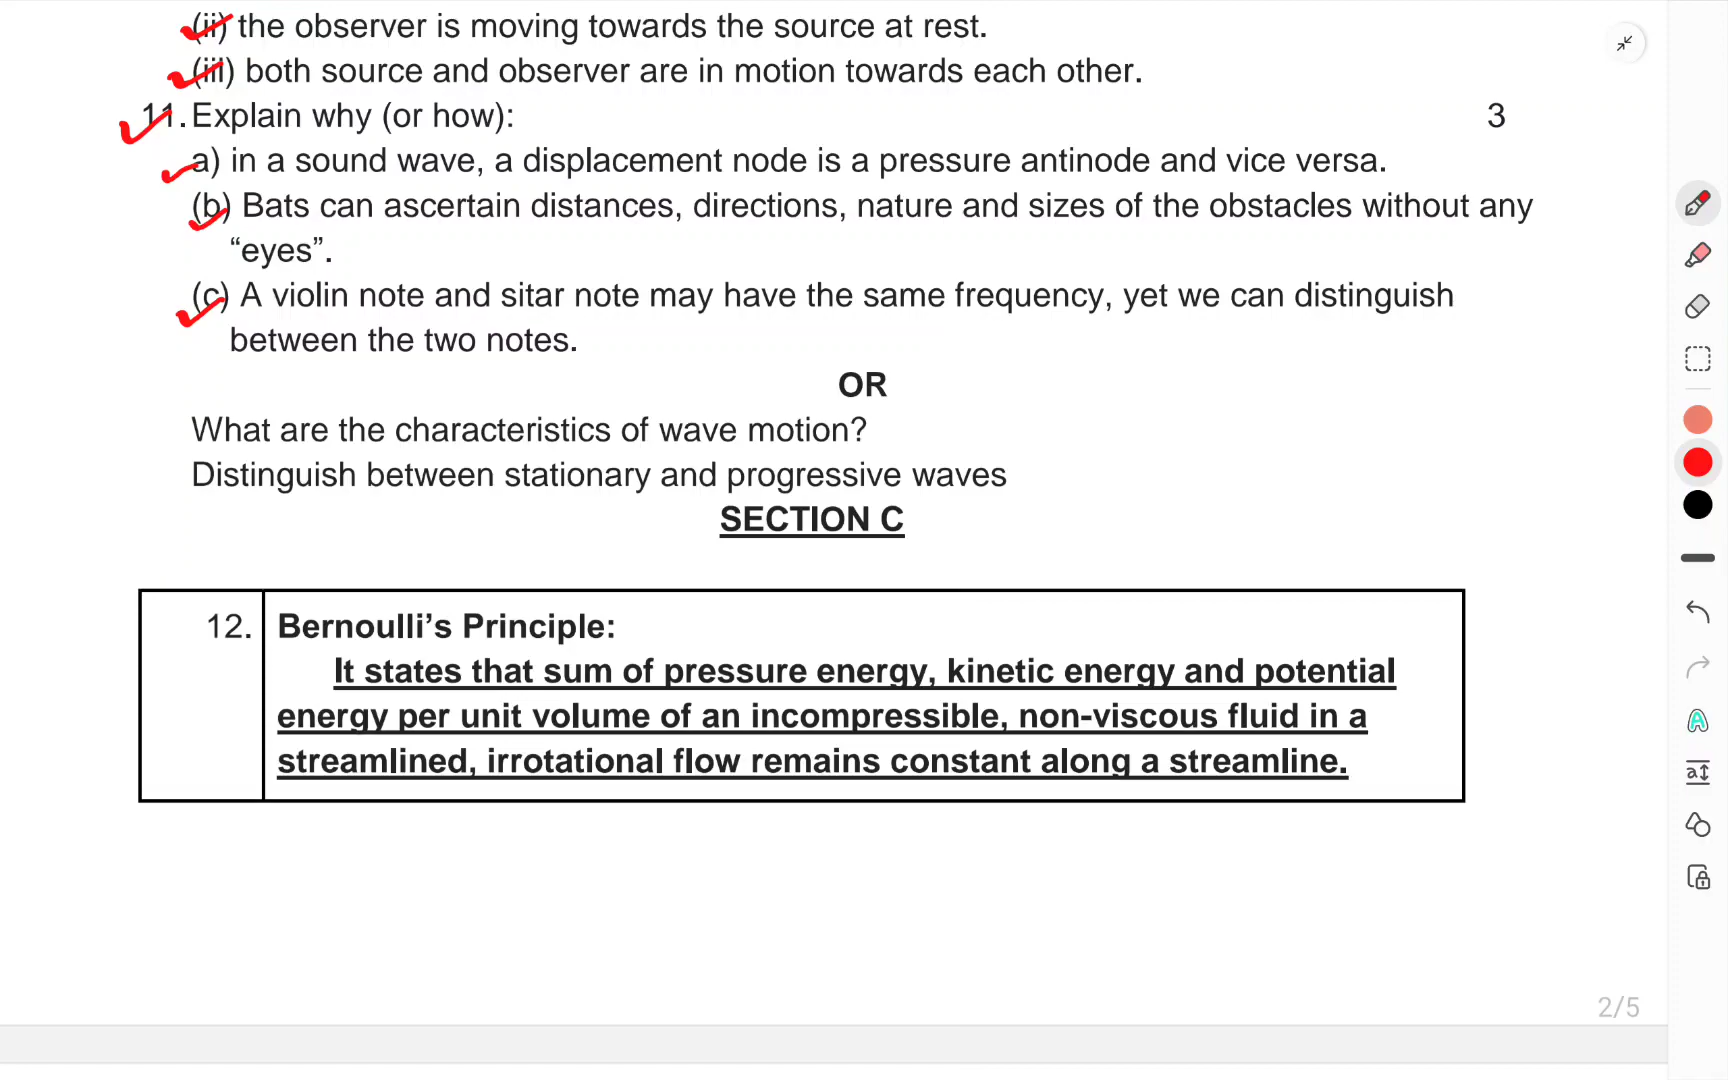 (ii) the observer is moving towards the source at rest.
(iii) both source and observer are in motion towards each other.
11. Explain why (or how): 3
a) in a sound wave, a displacement node is a pressure antinode and vice versa.
(b) Bats can ascertain distances, directions, nature and sizes of the obstacles without any
“eyes”.
(c) A violin note and sitar note may have the same frequency, yet we can distinguish
between the two notes.
OR
What are the characteristics of wave motion?
Distinguish between stationary and progressive waves
SECTION C
12. Bernoulli’s Principle:
It states that sum of pressure energy, kinetic energy and potential
energy per unit volume of an incompressible, non-viscous fluid in a
streamlined, irrotational flow remains constant along a streamline.
2/5